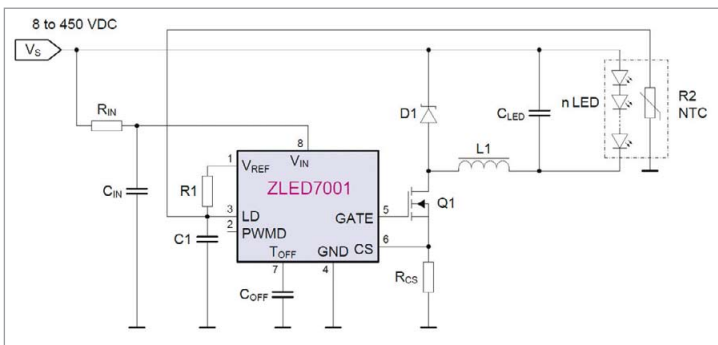 8 to 450 VDC
VS
RIN
CIN
R1
C1
1 VREF
8
VIN
ZLED7001
3 LD
2 PWMD
GATE 5
CS 6
TOFF
7
GND
4
COFF
D1
Q1
RCS
L1
CLED
n LED
R2
NTC